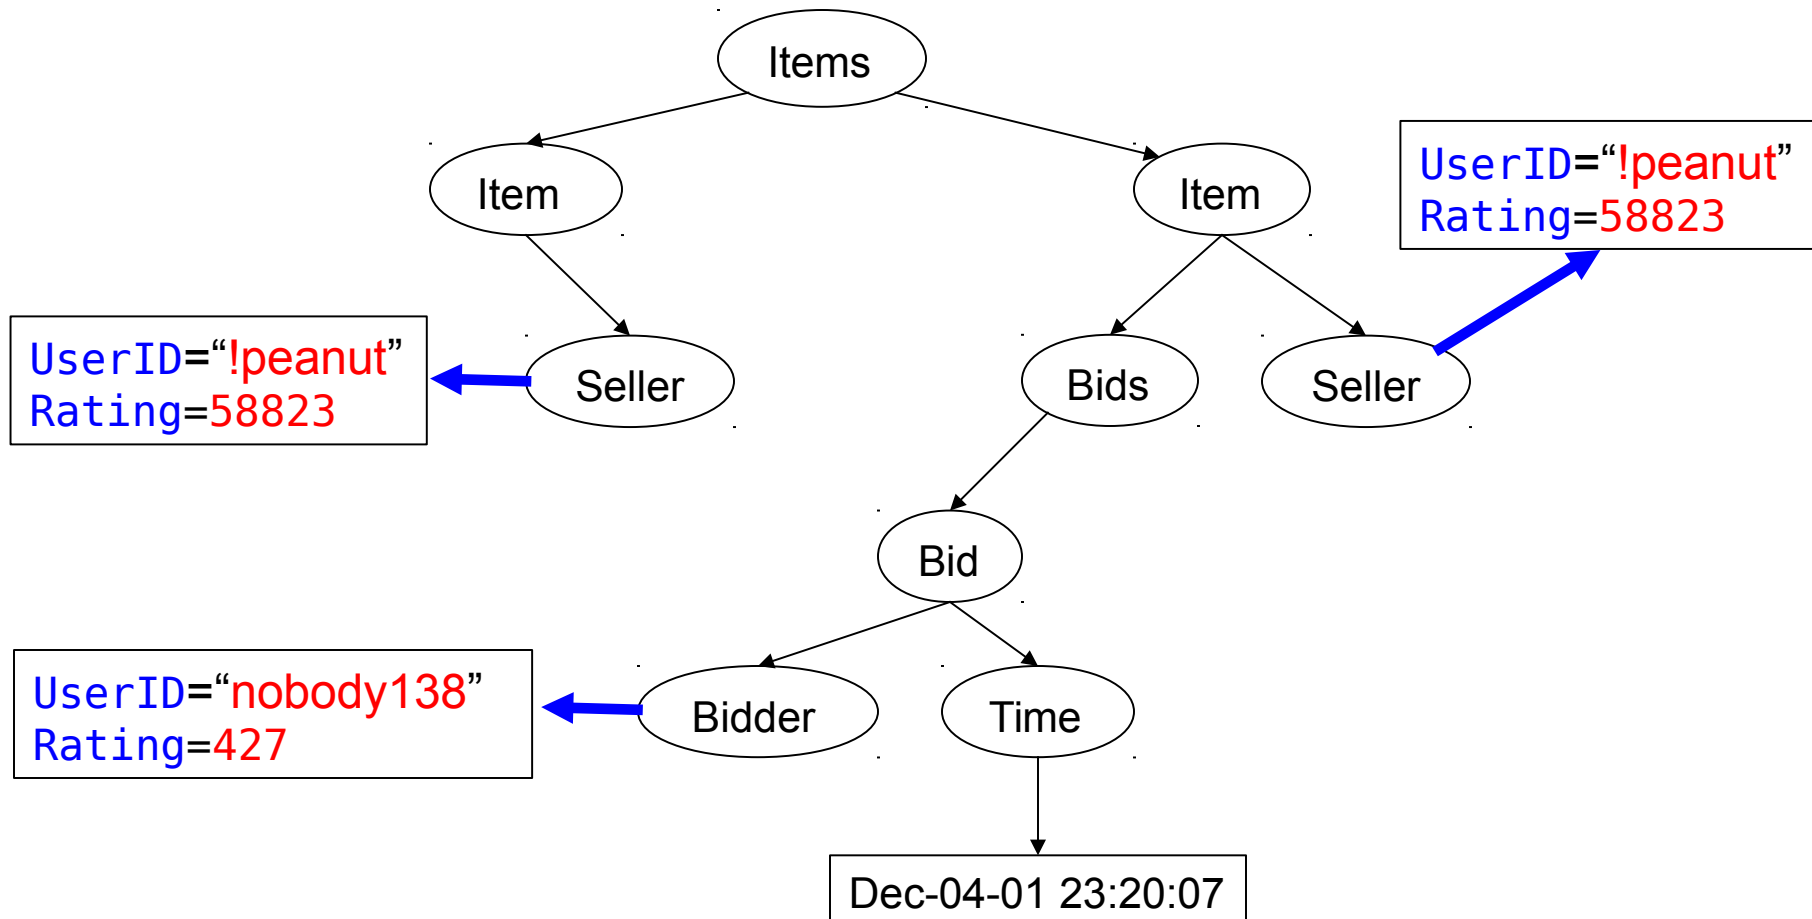 Items
Item
Item
UserID=“!peanut”
Rating=58823
UserID=“!peanut”
Rating=58823
Seller
Bids
Seller
Bid
UserID=“nobody138”
Rating=427
Bidder
Time
Dec-04-01 23:20:07